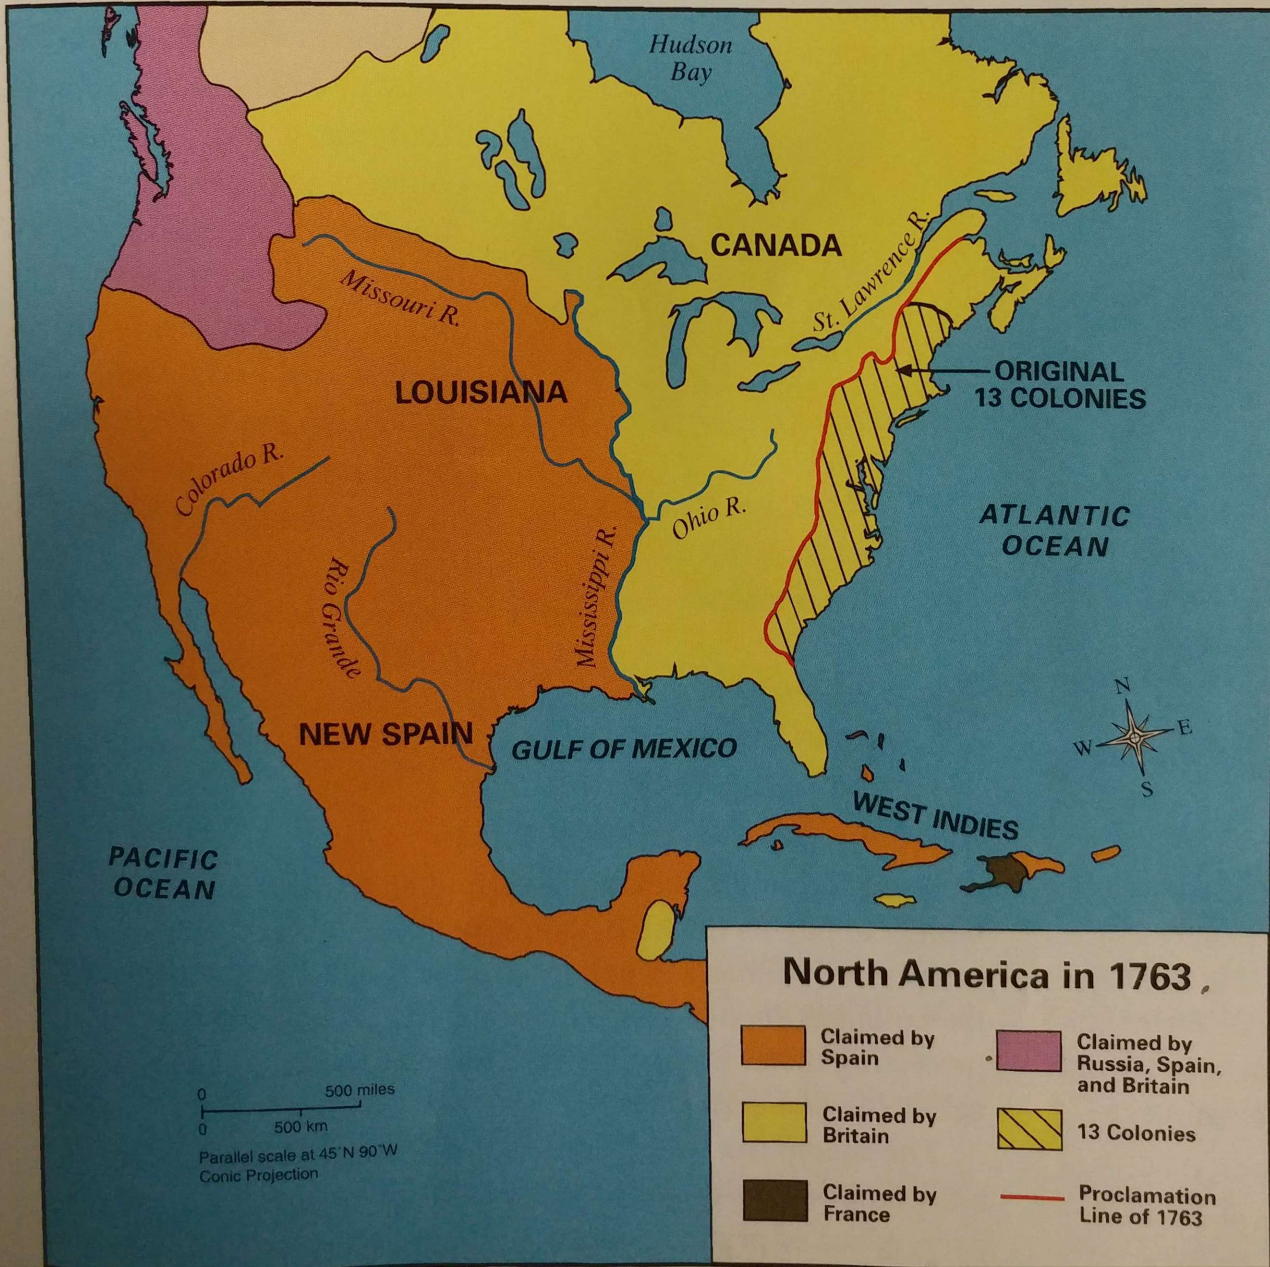 Hudson
Bay
CANADA
St. Lawrence R.
Missouri R.
LOUISIANA
ORIGINAL
13 COLONIES
Colorado R.
Ohio R.
ATLANTIC
OCEAN
Rio Grande
Mississippi R.
NEW SPAIN
GULF OF MEXICO
N
W
E
S
WEST INDIES
PACIFIC
OCEAN
North America in 1763
Claimed by
Spain
Claimed by
Russia, Spain,
and Britain
Claimed by
Britain
13 Colonies
Claimed by
France
Proclamation
Line of 1763
0 500 miles
0 500 km
Parallel scale at 45°N 90°W
Conic Projection